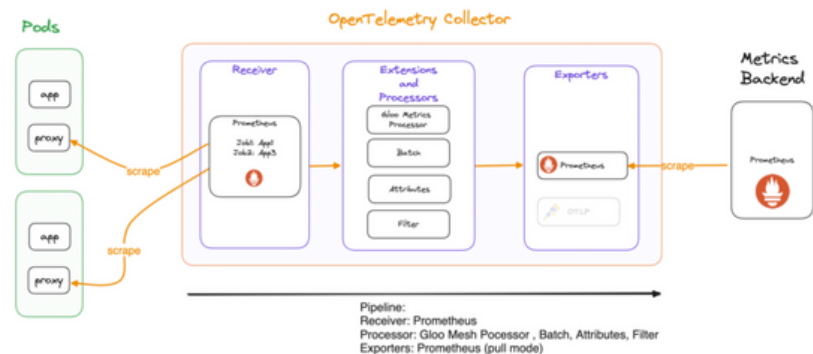 OpenTelemetry Collector
Pods
app
proxy
app
proxy
scrape
scrape
Receiver
Prometheus
Job1: App1
Job2: App3
Extensions
and
Processors
Gloo Metrics
Processor
Batch
Attributes
Filter
Exporters
Prometheus
OTLP
scrape
Metrics
Backend
Prometheus
Pipeline:
Receiver: Prometheus
Processor: Gloo Mesh Pocessor , Batch, Attributes, Filter
Exporters: Prometheus (pull mode)